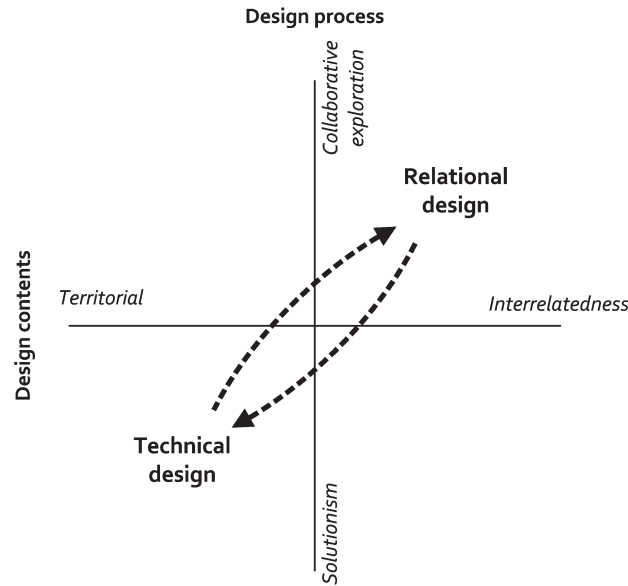 Design process
Collaborative
exploration
Relational
design
Design contents
Territorial
Interrelatedness
Technical
design
Solutionism